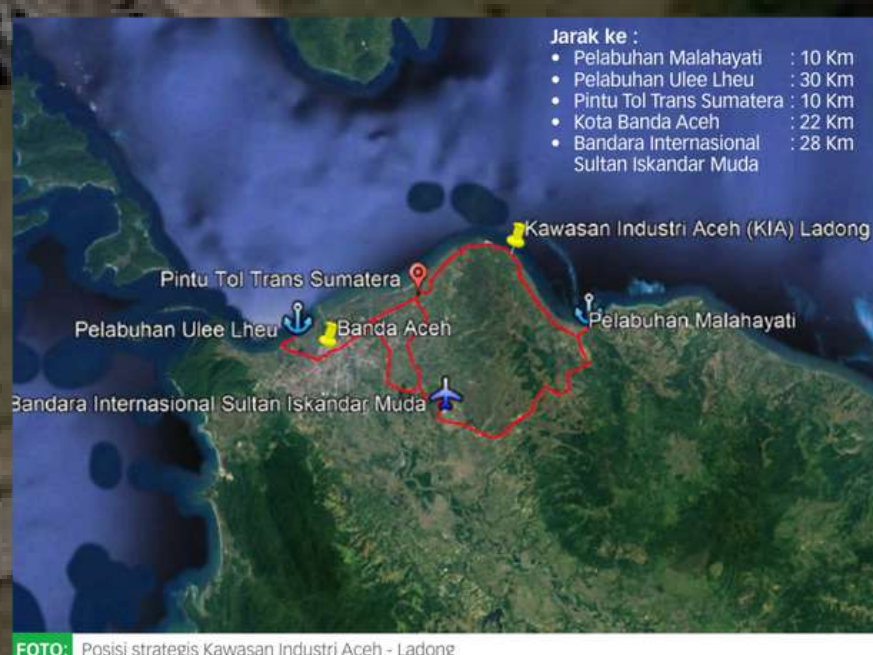 Jarak ke :
• Pelabuhan Malahayati : 10 Km
• Pelabuhan Ulee Lheu : 30 Km
• Pintu Tol Trans Sumatera : 10 Km
• Kota Banda Aceh : 22 Km
• Bandara Internasional : 28 Km
Sultan Iskandar Muda
Kawasan Industri Aceh (KIA) Ladong
Pintu Tol Trans Sumatera
Pelabuhan Ulee Lheu
Banda Aceh
Pelabuhan Malahayati
Bandara Internasional Sultan Iskandar Muda
FOTO: Posisi strategis Kawasan Industri Aceh - Ladong